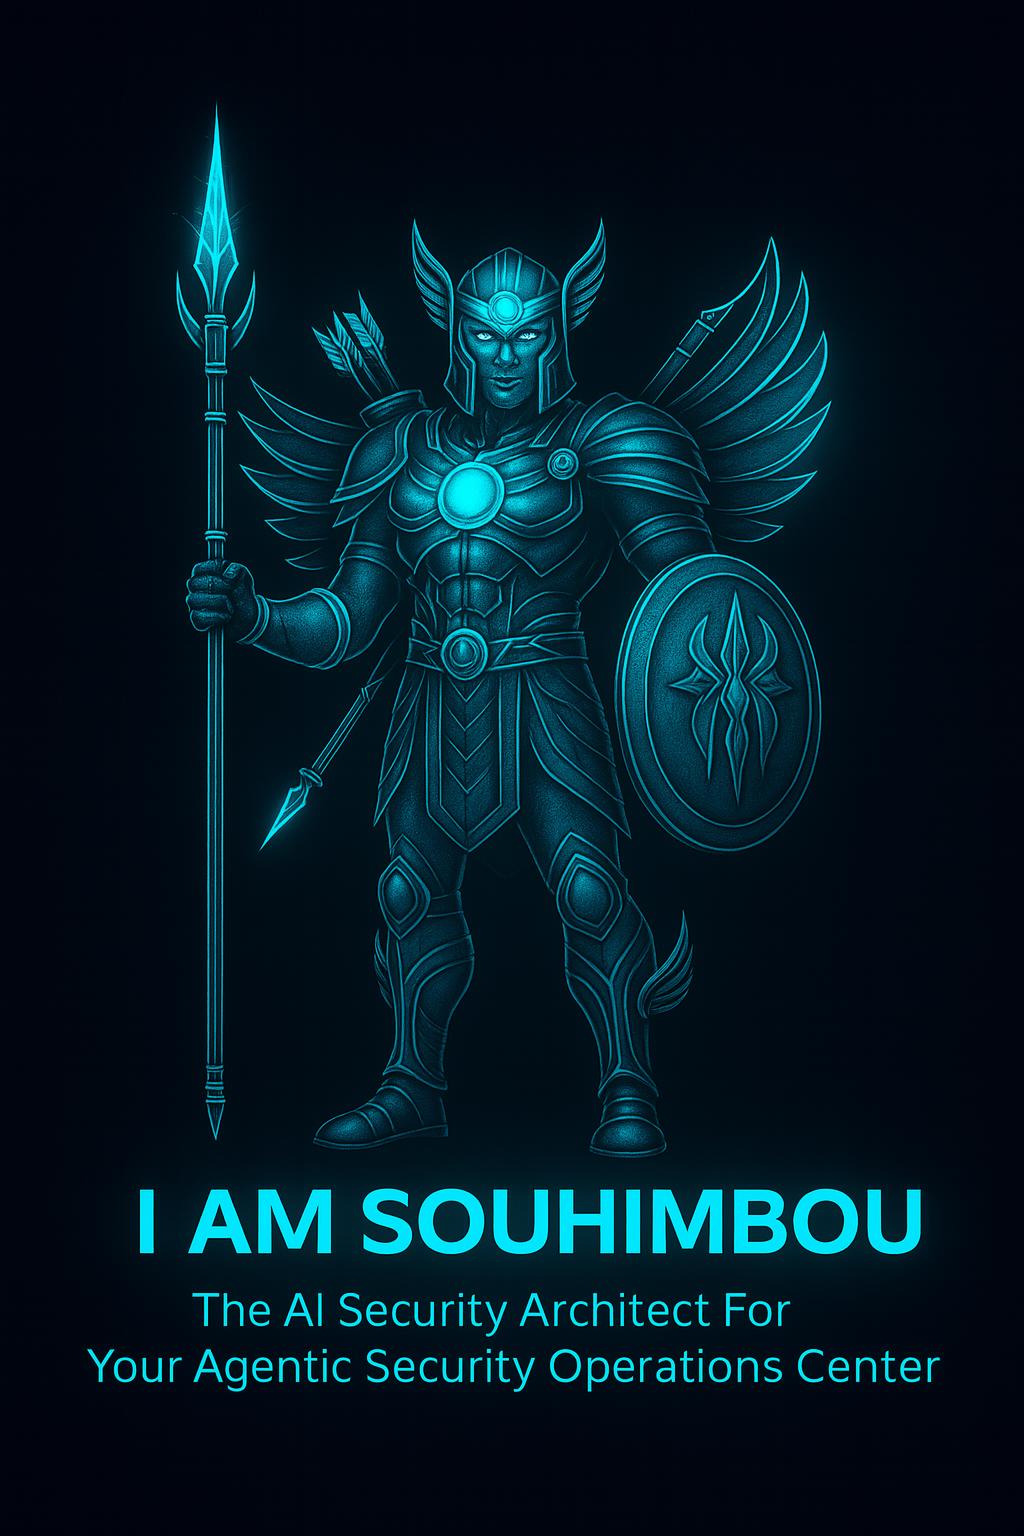 I AM SOUHIMBOU
The AI Security Architect For
Your Agentic Security Operations Center